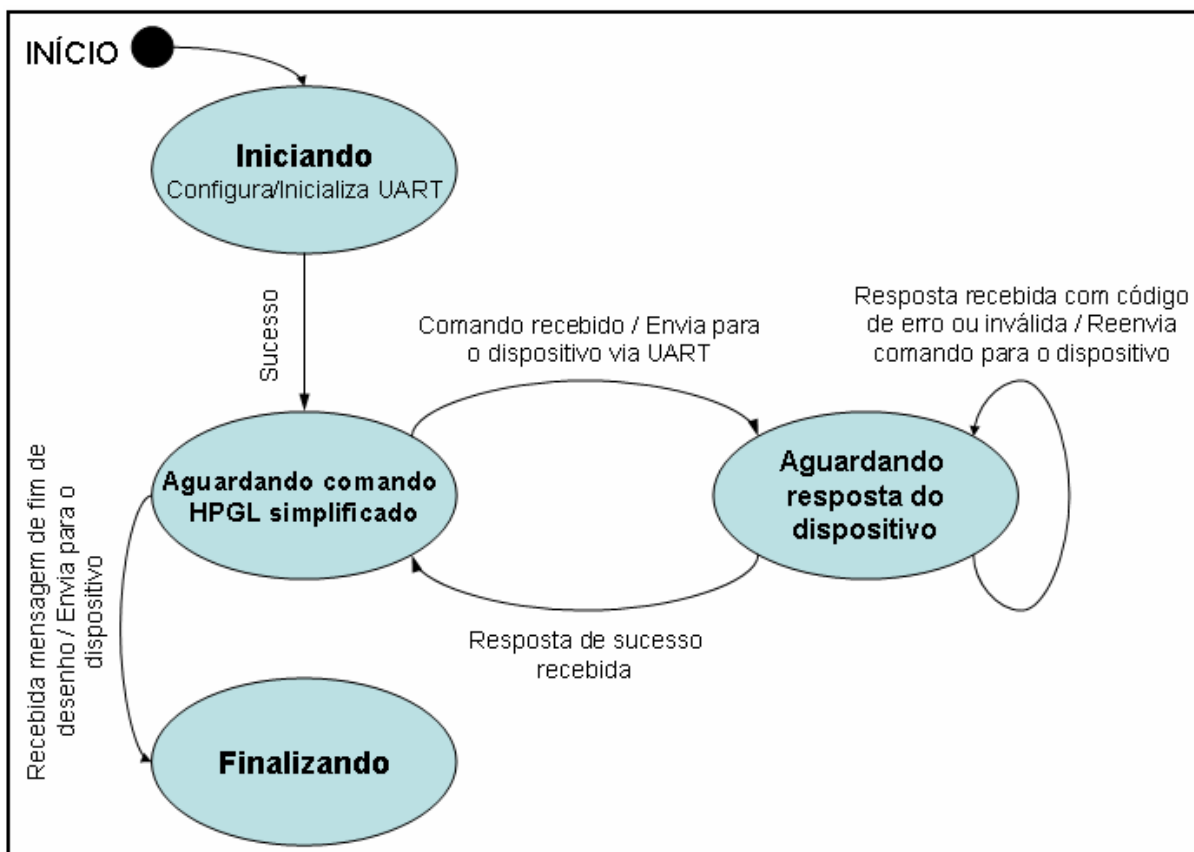 INÍCIO
Iniciando
Configura/Inicializa UART
Sucesso
Comando recebido / Envia para
o dispositivo via UART
Resposta recebida com código
de erro ou inválida / Reenvia
comando para o dispositivo
Aguardando comando
HPGL simplificado
Aguardando
resposta do
dispositivo
Recebida mensagem de fim de
desenho / Envia para o
dispositivo
Resposta de sucesso
recebida
Finalizando